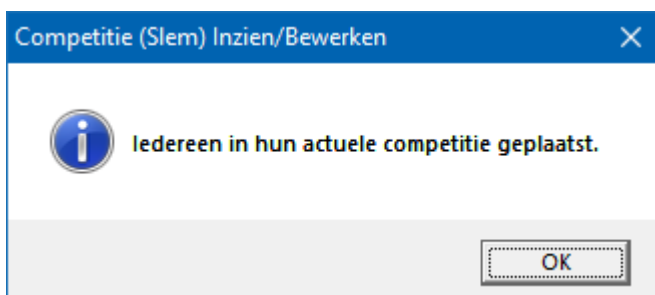 Competitie (Slem) Inzien/Bewerken
Iedereen in hun actuele competitie geplaatst.
OK